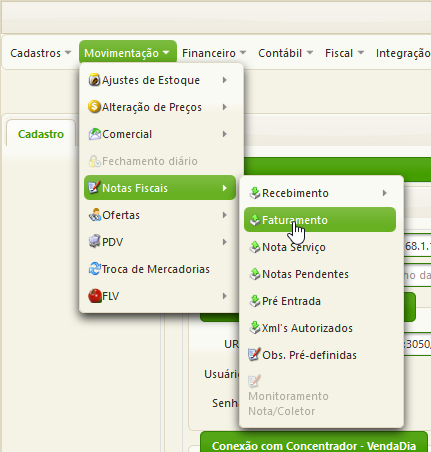 Cadastros Movimentação Financeiro Contábil Fiscal Integração
Ajustes de Estoque
Alteração de Preços
Comercial
Cadastro
Fechamento diário
Notas Fiscais
Recebimento
Ofertas
Faturamento
PDV
Nota Serviço
68.1.
Troca de Mercadorias
Notas Pendentes
ho da
FLV
Pré Entrada
Xml's Autorizados
UR
:3050/
Obs. Pré-definidas
Usuári
Monitoramento
Nota/Coletor
Senh
Conexão com Concentrador - VendaDia